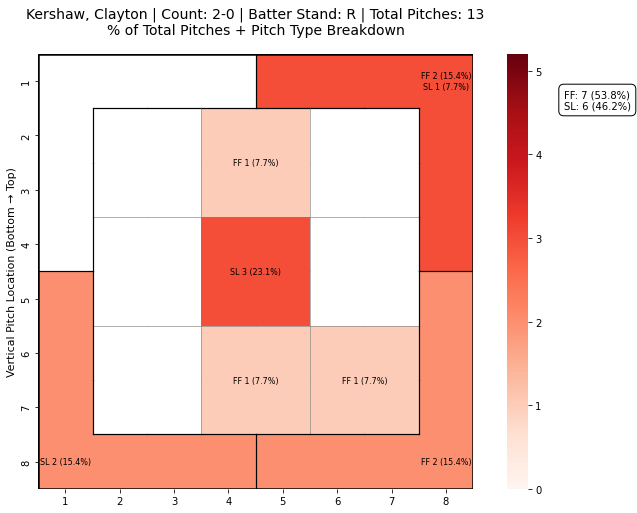 Kershaw, Clayton | Count: 2-0 | Batter Stand: R | Total Pitches: 13
% of Total Pitches + Pitch Type Breakdown
FF 2 (15.4%)
SL 1 (7.7%)
FF 1 (7.7%)
SL 3 (23.1%)
FF 1 (7.7%)
FF 1 (7.7%)
SL 2 (15.4%)
FF 2 (15.4%)
Vertical Pitch Location (Bottom → Top)
1
2
3
4
5
6
7
8
1
2
3
4
5
6
7
8
5
4
3
2
1
0
FF: 7 (53.8%)
SL: 6 (46.2%)